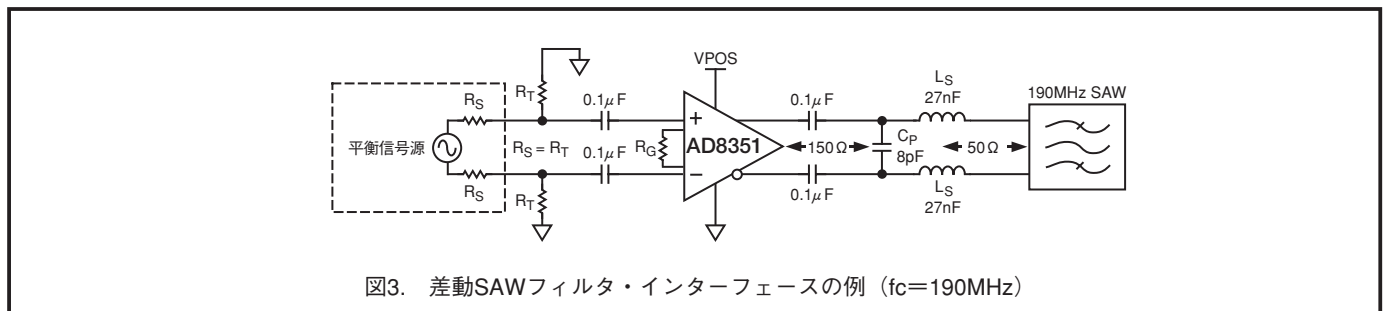 VPOS
R_T
0.1μF
0.1μF
L_S
27nF
190MHz SAW
R_S
平衡信号源
R_S = R_T
0.1μF
R_G
+
AD8351
−
150Ω
C_P
8pF
50Ω
R_S
R_T
0.1μF
L_S
27nF
図3. 差動SAWフィルタ・インターフェースの例（fc＝190MHz）